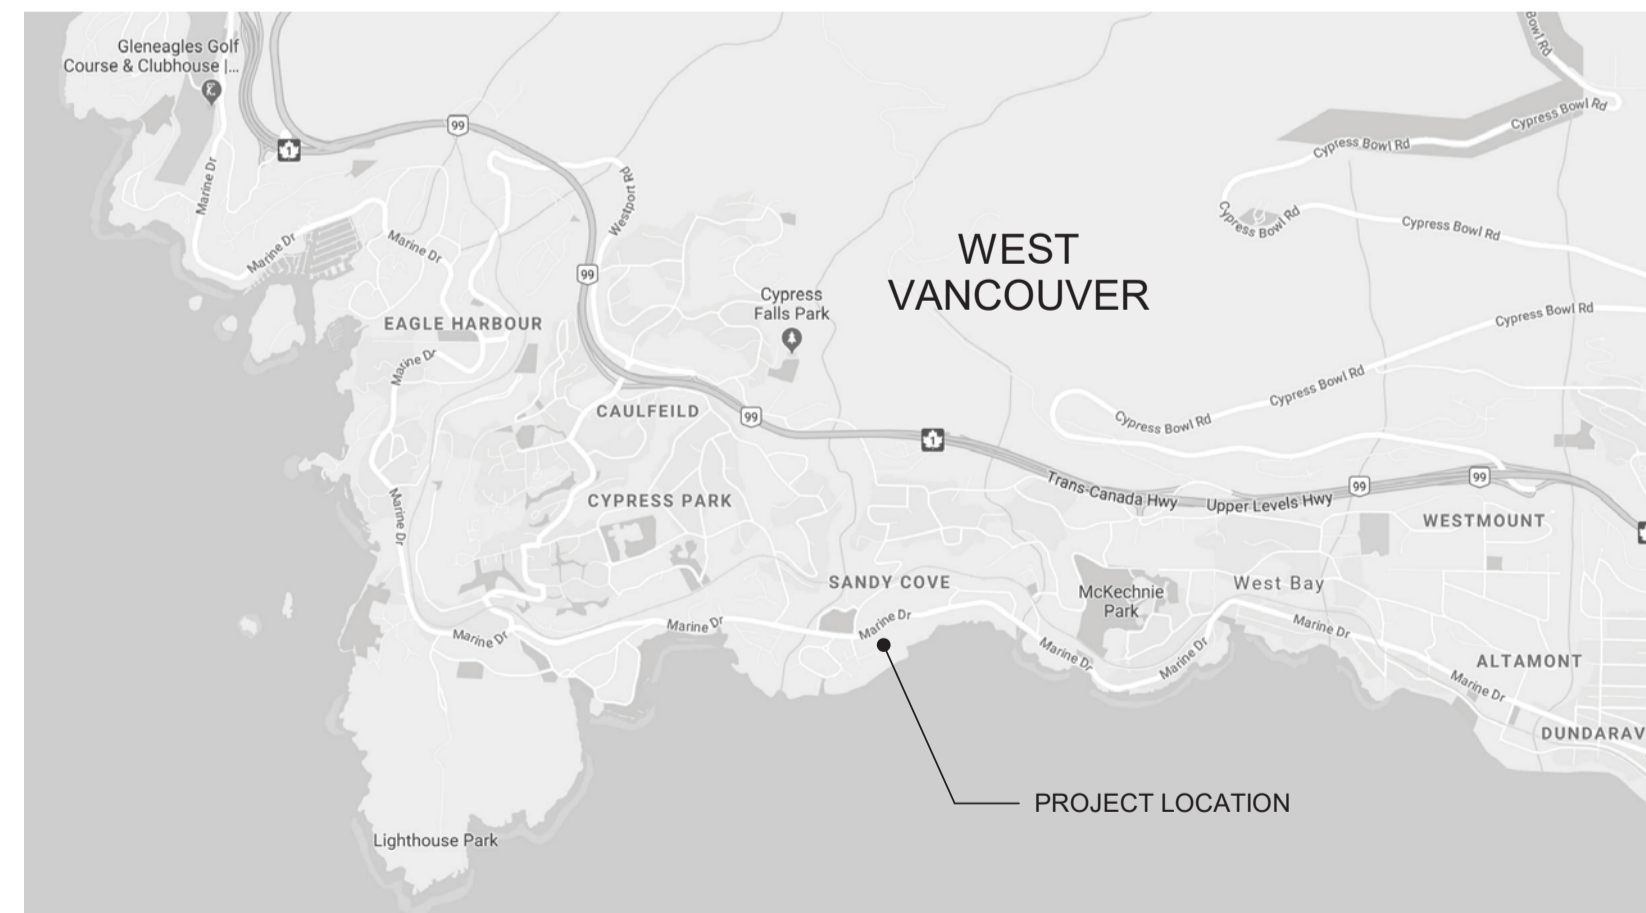 Bowl Rd
Gleneagles Golf
Course & Clubhouse |...
Cypress Bowl Rd
99
1
Cypress Bowl Rd
Marine Dr
Westport Rd
Cypress Bowl Rd
Cypress Bowl Rd
Marine Dr
Marine Dr
WEST
VANCOUVER
99
Cypress
Falls Park
Cypress Bowl Rd
EAGLE HARBOUR
Marine Dr
Cypress Bowl Rd
CAULFEILD
99
Cypress Bowl Rd
1
Trans-Canada Hwy
Upper Levels Hwy
99
99
CYPRESS PARK
Marine Dr
WESTMOUNT
SANDY COVE
McKechnie
Park
West Bay
Marine Dr
Marine Dr
Marine Dr
Marine Dr
Marine Dr
Marine Dr
ALTAMONT
Marine Dr
DUNDARAV
PROJECT LOCATION
Lighthouse Park